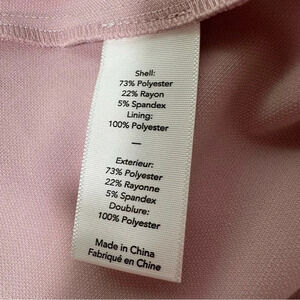 Shell:
73% Polyester
22% Rayon
5% Spandex
Lining:
100% Polyester
—
Exterieur:
73% Polyester
22% Rayonne
5% Spandex
Doublure:
100% Polyester
Made in China
Fabriqué en Chine